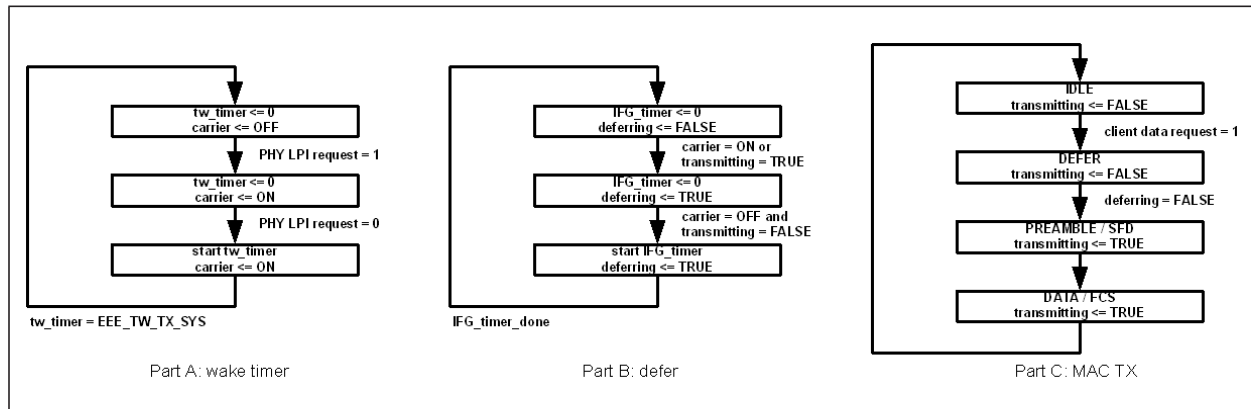 tw_timer <= 0
carrier <= OFF
PHY LPI request = 1
tw_timer <= 0
carrier <= ON
PHY LPI request = 0
start tw_timer
carrier <= ON
tw_timer = EEE_TW_TX_SYS
Part A: wake timer
IFG_timer <= 0
deferring <= FALSE
carrier = ON or
transmitting = TRUE
IFG_timer <= 0
deferring <= TRUE
carrier = OFF and
transmitting = FALSE
start IFG_timer
deferring <= TRUE
IFG_timer_done
Part B: defer
IDLE
transmitting <= FALSE
client data request = 1
DEFER
transmitting <= FALSE
deferring = FALSE
PREAMBLE / SFD
transmitting <= TRUE
DATA / FCS
transmitting <= TRUE
Part C: MAC TX